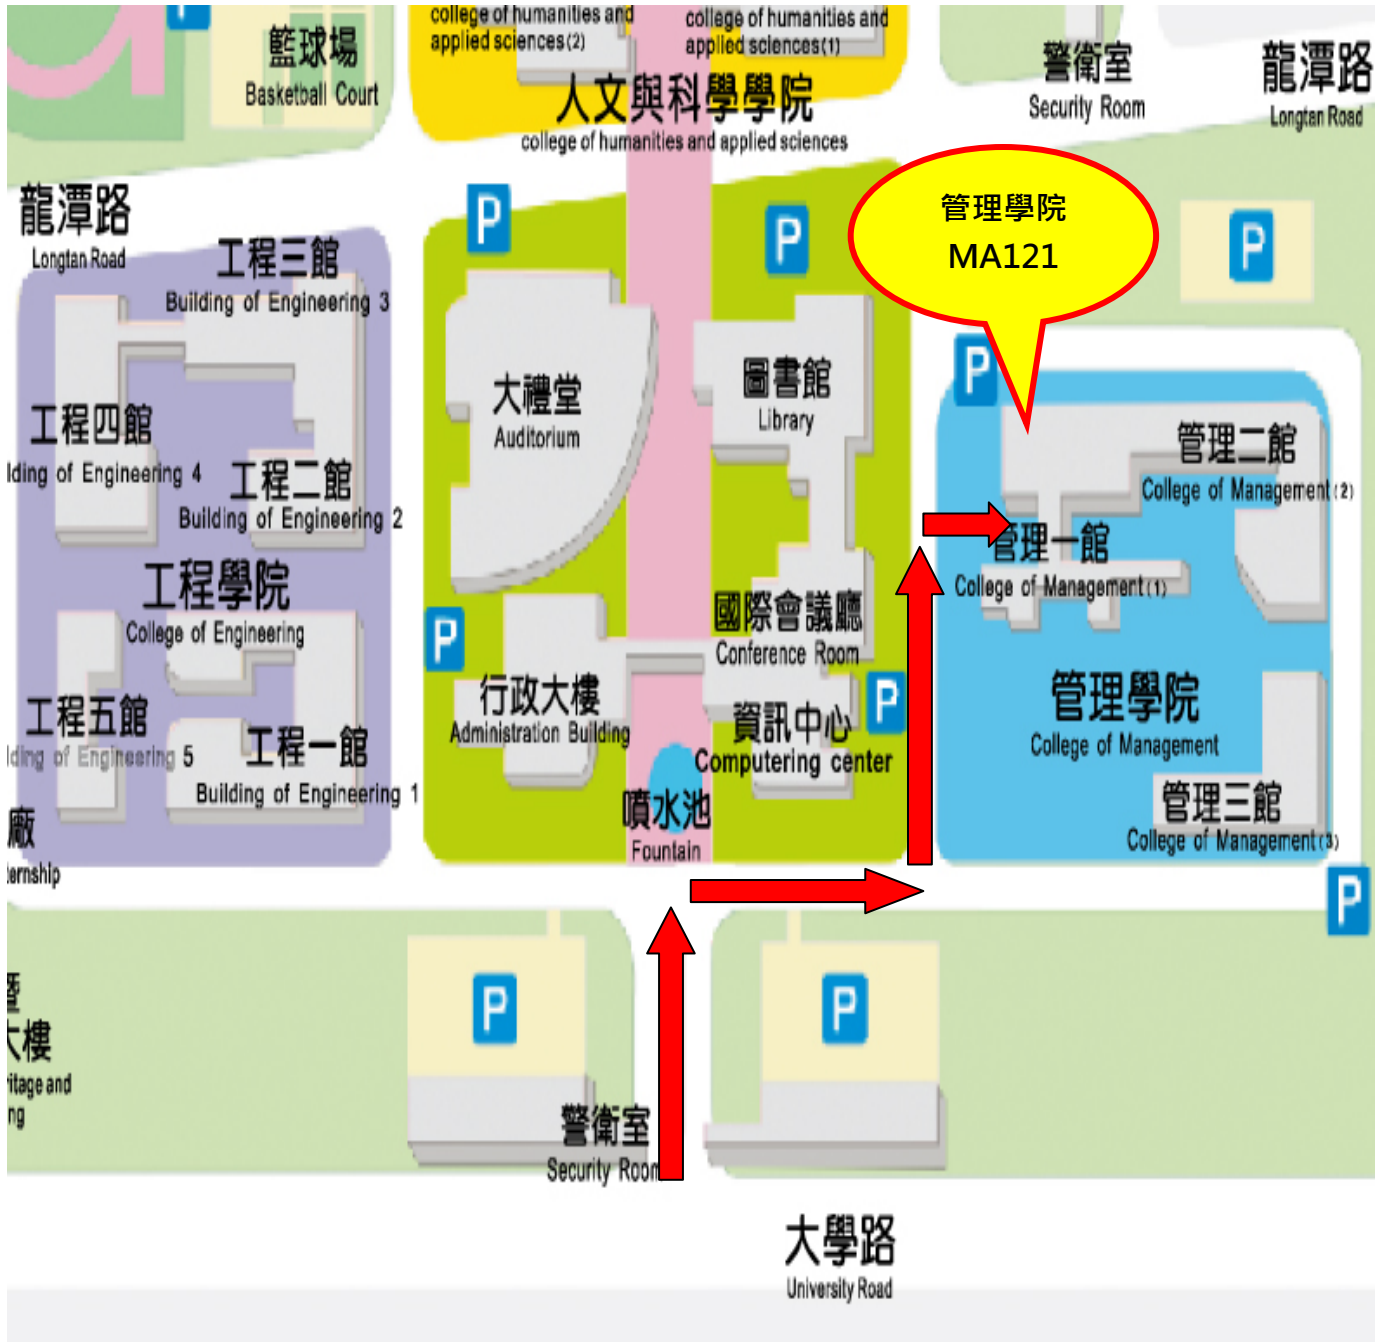 college of humanities and
applied sciences(2)
college of humanities and
applied sciences(1)
籃球場
Basketball Court
人文與科學學院
college of humanities and applied sciences
警衛室
Security Room
龍潭路
Longtan Road
龍潭路
Longtan Road
P
P
管理學院
MA121
P
工程三館
Building of Engineering 3
大禮堂
Auditorium
圖書館
Library
P
工程四館
lding of Engineering 4
工程二館
Building of Engineering 2
管理二館
College of Management(2)
管理一館
College of Management(1)
工程學院
College of Engineering
P
國際會議廳
Conference Room
行政大樓
Administration Building
資訊中心
Computering center
P
管理學院
College of Management
工程五館
ding of Engineering 5
工程一館
Building of Engineering 1
噴水池
Fountain
管理三館
College of Management(3)
廠
ternship
P
P
P
暨
大樓
ritage and
ng
警衛室
Security Room
大學路
University Road